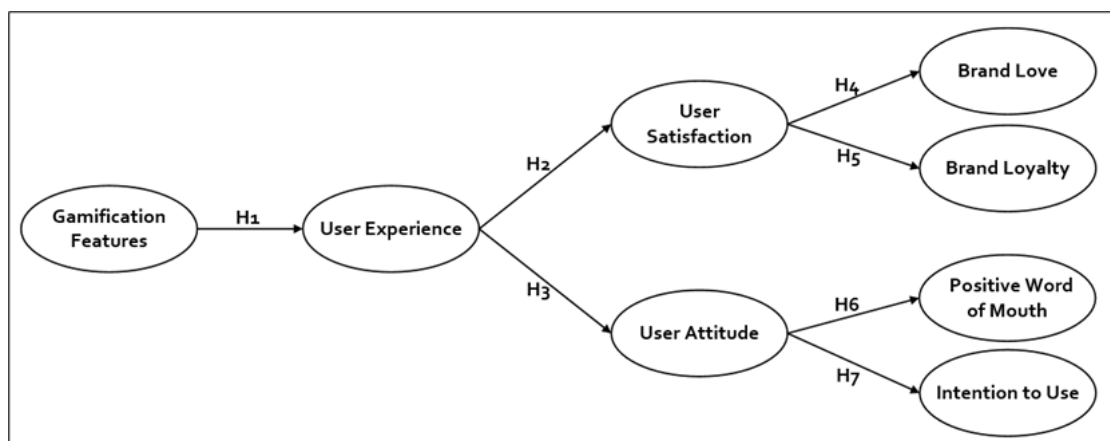 Gamification
Features
H1
User Experience
H2
H3
User
Satisfaction
User Attitude
H4
H5
H6
H7
Brand Love
Brand Loyalty
Positive Word
of Mouth
Intention to Use